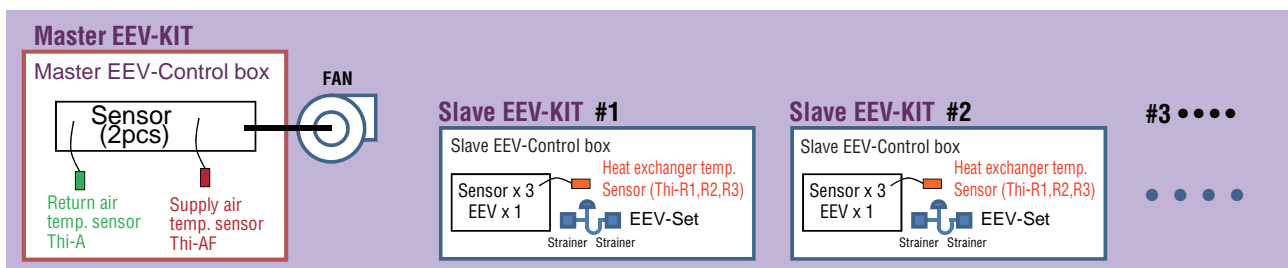 Master EEV-KIT
Master EEV-Control box
Sensor
(2pcs)
Return air
temp. sensor
Thi-A
Supply air
temp. sensor
Thi-AF
FAN
Slave EEV-KIT #1
Slave EEV-Control box
Sensor x 3
EEV x 1
Heat exchanger temp.
Sensor (Thi-R1,R2,R3)
EEV-Set
Strainer Strainer
Slave EEV-KIT #2
Slave EEV-Control box
Sensor x 3
EEV x 1
Heat exchanger temp.
Sensor (Thi-R1,R2,R3)
EEV-Set
Strainer Strainer
#3 ••••